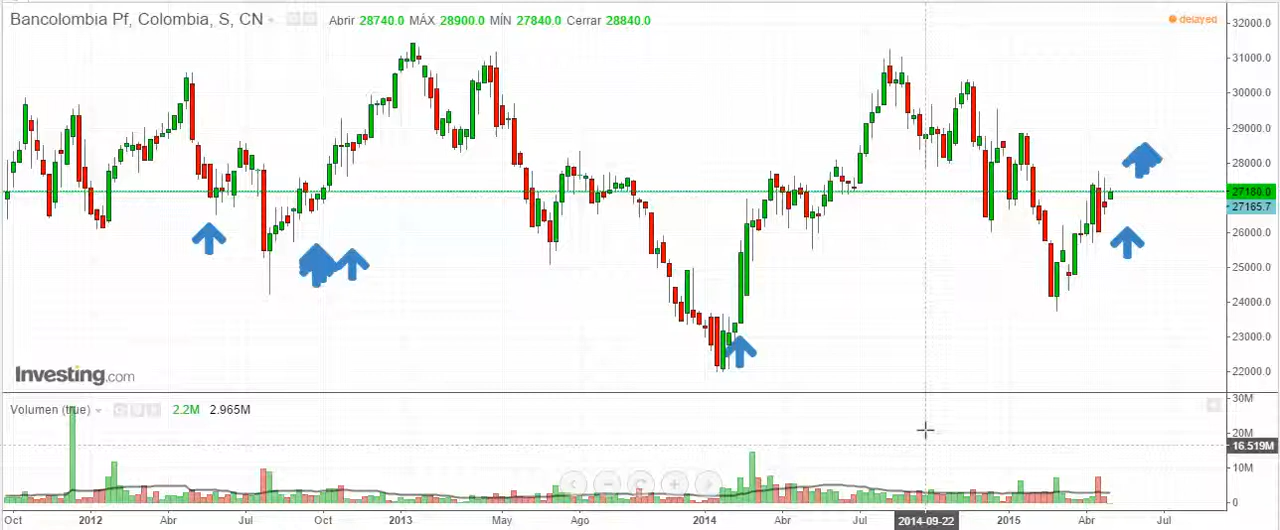 Bancolombia Pf, Colombia, S, CN
Abrir 28740.0 MÁX 28900.0 MÍN 27840.0 Cerrar 28840.0
delayed
32000.0
31000.0
30000.0
29000.0
28000.0
27180.0
27165.7
26000.0
25000.0
24000.0
23000.0
22000.0
Investing.com
Volumen (true) 2.2M 2.965M
30M
20M
16.519M
10M
0
Oct 2012 Abr Jul Oct 2013 May Ago 2014 Abr Jul 2014-09-22 2015 Abr Jul